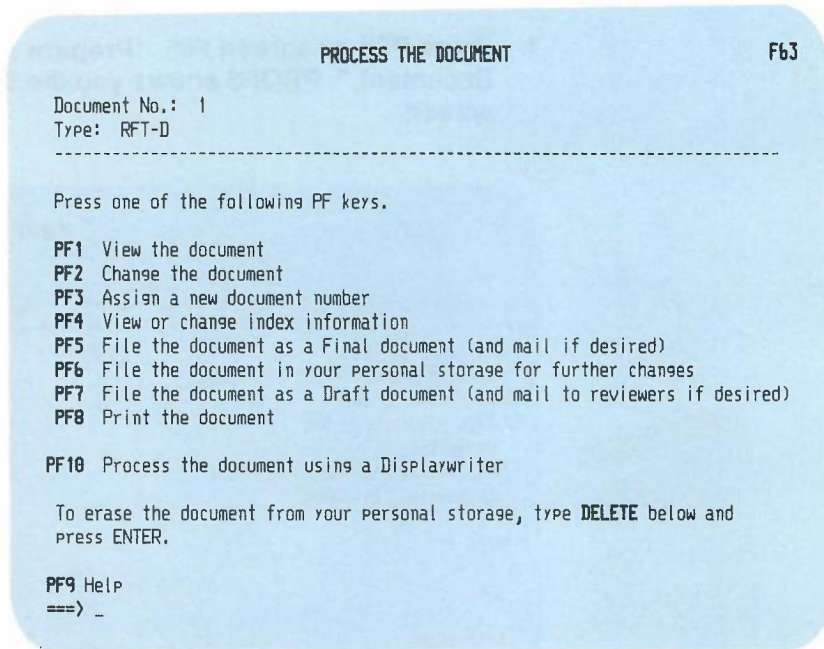 PROCESS THE DOCUMENT F63
Document No.: 1
Type: RFT-D
Press one of the following PF keys.
PF1 View the document
PF2 Change the document
PF3 Assign a new document number
PF4 View or change index information
PF5 File the document as a Final document (and mail if desired)
PF6 File the document in your personal storage for further changes
PF7 File the document as a Draft document (and mail to reviewers if desired)
PF8 Print the document
PF10 Process the document using a Displaywriter
To erase the document from your personal storage, type DELETE below and
press ENTER.
PF9 Help
===> _